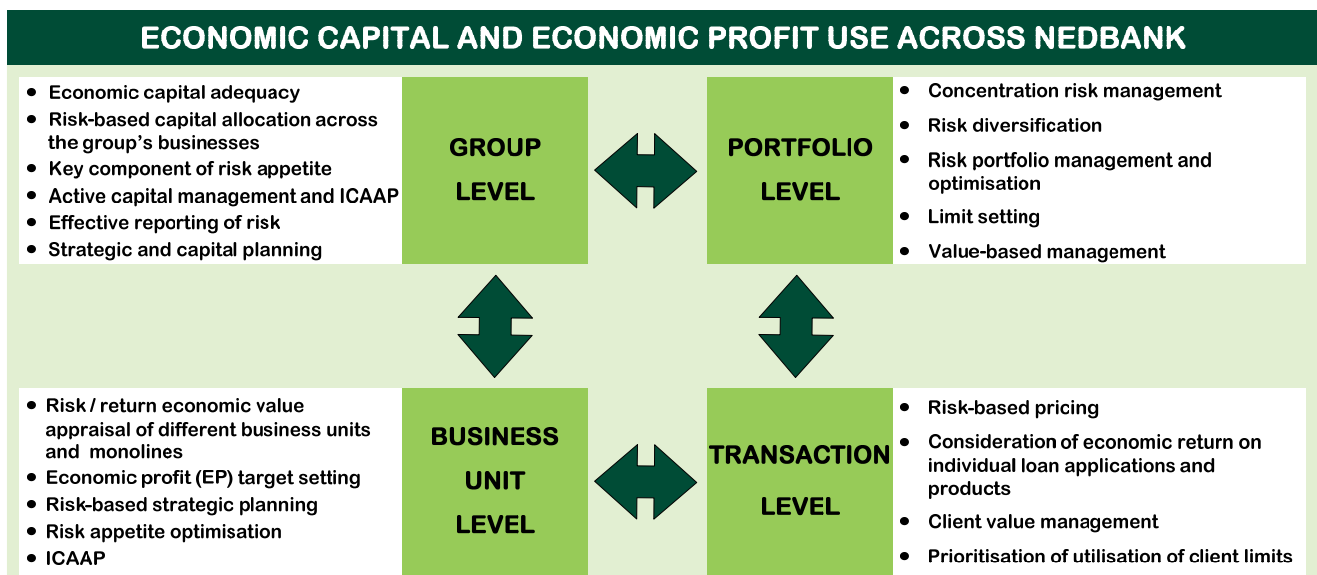 ECONOMIC CAPITAL AND ECONOMIC PROFIT USE ACROSS NEDBANK
• Economic capital adequacy
• Risk-based capital allocation across
the group's businesses
• Key component of risk appetite
• Active capital management and ICAAP
• Effective reporting of risk
• Strategic and capital planning
GROUP
LEVEL
PORTFOLIO
LEVEL
• Concentration risk management
• Risk diversification
• Risk portfolio management and
optimisation
• Limit setting
• Value-based management
• Risk / return economic value
appraisal of different business units
and monolines
• Economic profit (EP) target setting
• Risk-based strategic planning
• Risk appetite optimisation
• ICAAP
BUSINESS
UNIT
LEVEL
TRANSACTION
LEVEL
• Risk-based pricing
• Consideration of economic return on
individual loan applications and
products
• Client value management
• Prioritisation of utilisation of client limits